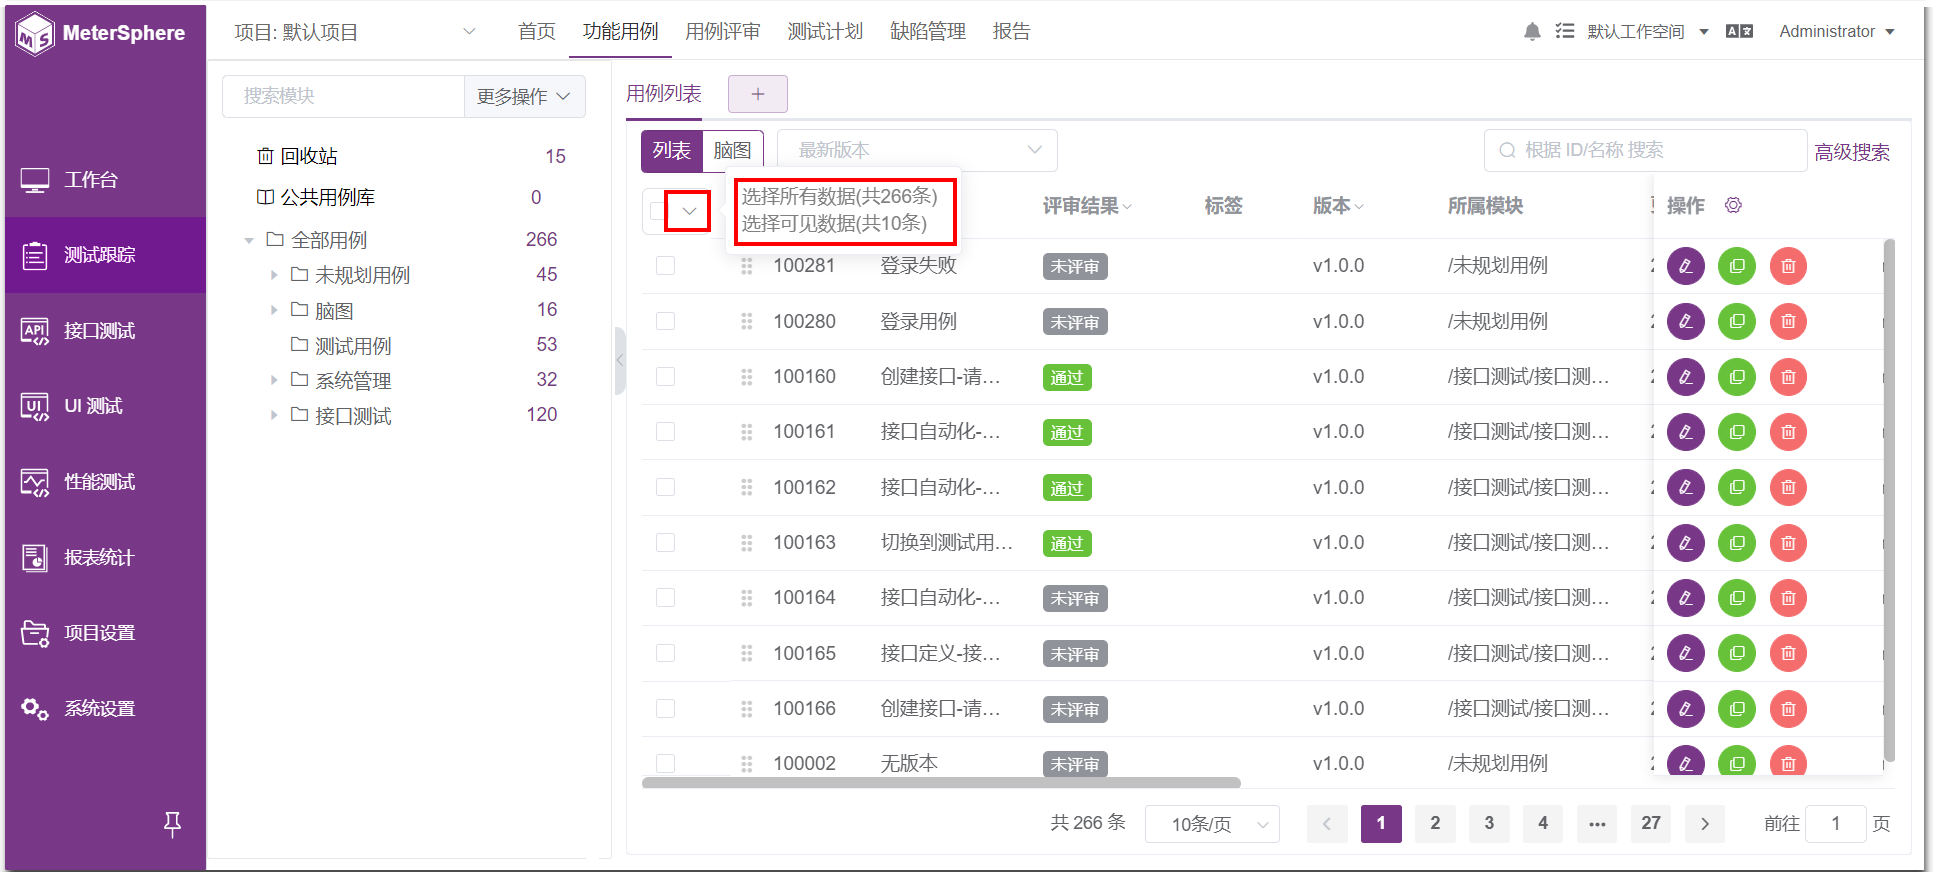 MeterSphere
项目: 默认项目
首页
功能用例
用例评审
测试计划
缺陷管理
报告
默认工作空间
Administrator
工作台
测试跟踪
接口测试
UI 测试
性能测试
报表统计
项目设置
系统设置
搜索模块
更多操作
回收站 15
公共用例库 0
全部用例 266
未规划用例 45
脑图 16
测试用例 53
系统管理 32
接口测试 120
用例列表
+
列表
脑图
最新版本
根据 ID/名称 搜索
高级搜索
选择所有数据(共266条)
选择可见数据(共10条)
评审结果 标签 版本 所属模块 操作
100281 登录失败 未评审 v1.0.0 /未规划用例
100280 登录用例 未评审 v1.0.0 /未规划用例
100160 创建接口-请... 通过 v1.0.0 /接口测试/接口测...
100161 接口自动化-... 通过 v1.0.0 /接口测试/接口测...
100162 接口自动化-... 通过 v1.0.0 /接口测试/接口测...
100163 切换到测试用... 通过 v1.0.0 /接口测试/接口测...
100164 接口自动化-... 未评审 v1.0.0 /接口测试/接口测...
100165 接口定义-接... 未评审 v1.0.0 /接口测试/接口测...
100166 创建接口-请... 未评审 v1.0.0 /接口测试/接口测...
100002 无版本 未评审 v1.0.0 /未规划用例
共 266 条
10条/页
1 2 3 4 ... 27
前往 1 页